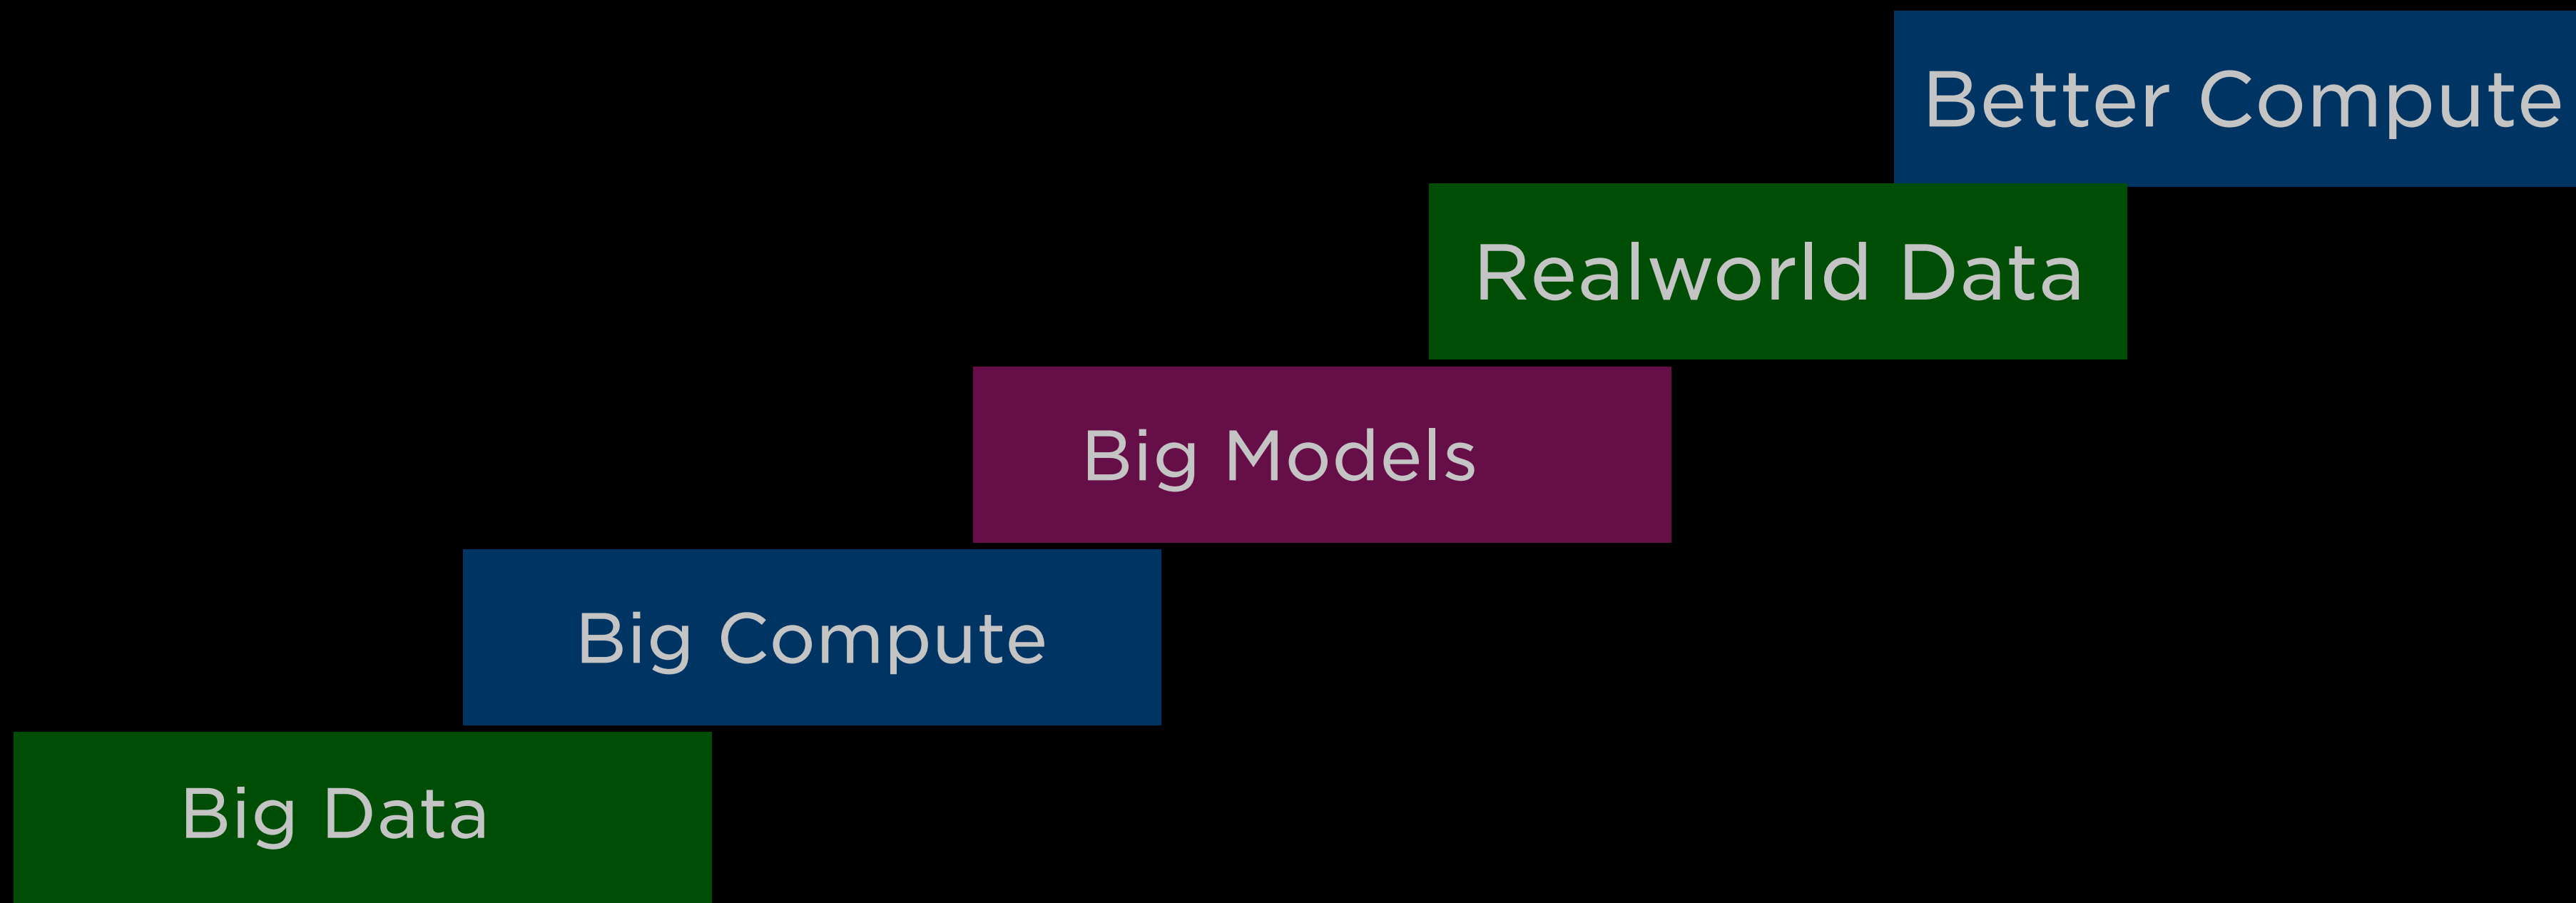 Better Compute
Realworld Data
Big Models
Big Compute
Big Data